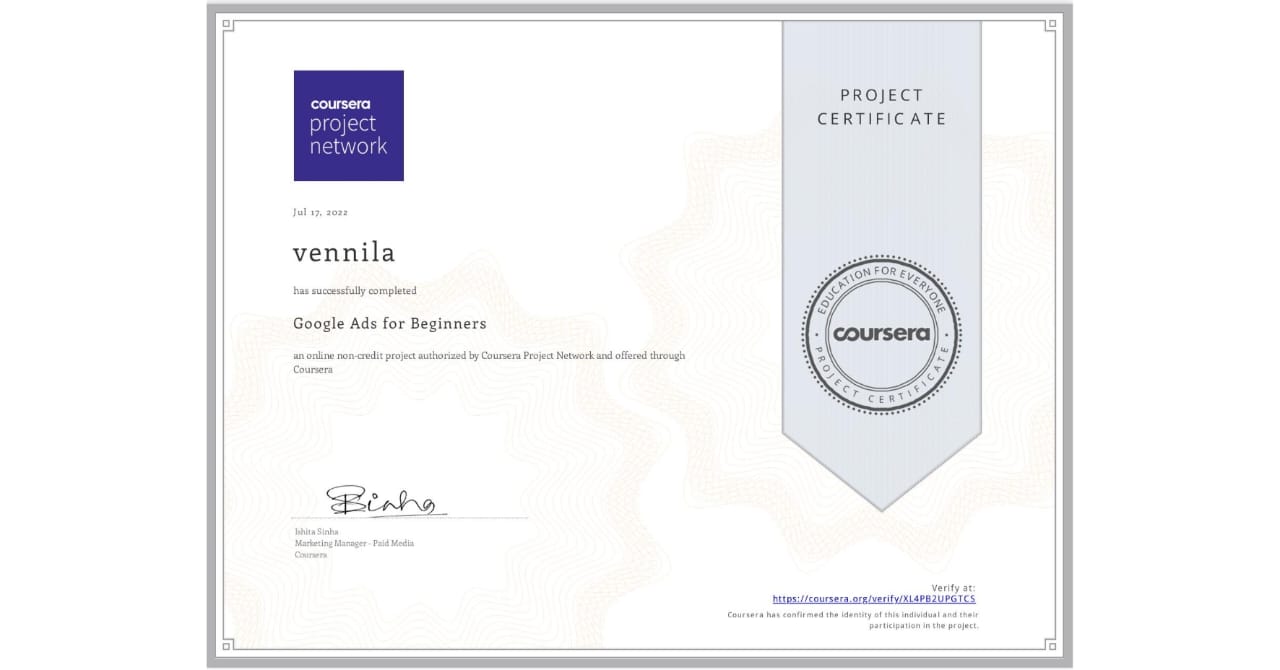 coursera
project
network
Jul 17, 2022
vennila
has successfully completed
Google Ads for Beginners
an online non-credit project authorized by Coursera Project Network and offered through
Coursera
Sinha
Ishita Sinha
Marketing Manager - Paid Media
Coursera
PROJECT
CERTIFICATE
EDUCATION FOR EVERYONE
coursera
PROJECT CERTIFICATE
Verify at:
https://coursera.org/verify/XL4PB2UPGTCS
Coursera has confirmed the identity of this individual and their
participation in the project.